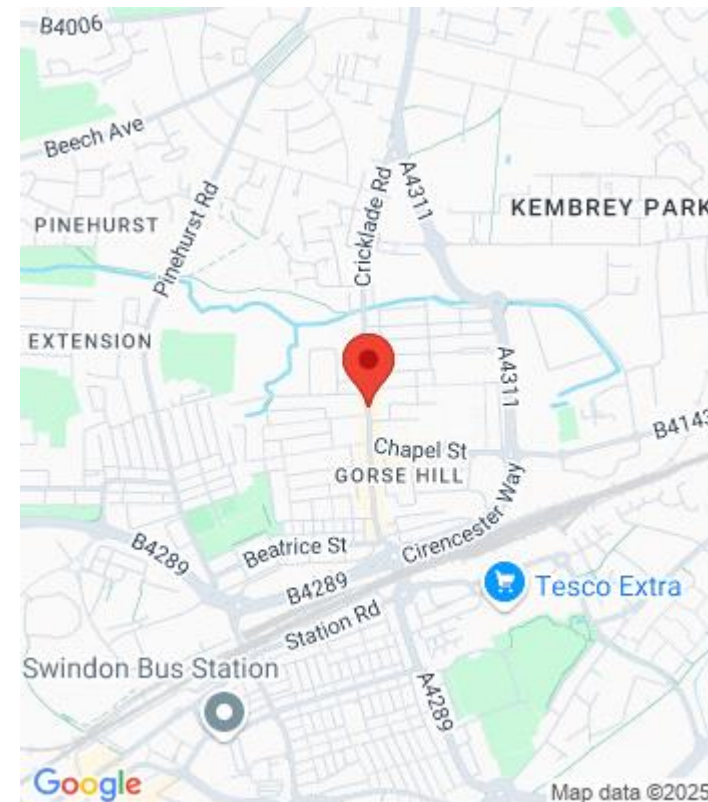 B4006
Beech Ave
Pinehurst Rd
Cricklade Rd
A4311
KEMBREY PARK
PINEHURST
EXTENSION
A4311
B4143
Chapel St
GORSE HILL
Cirencester Way
Beatrice St
B4289
B4289
Tesco Extra
Station Rd
Swindon Bus Station
A4289
Google
Map data ©2025